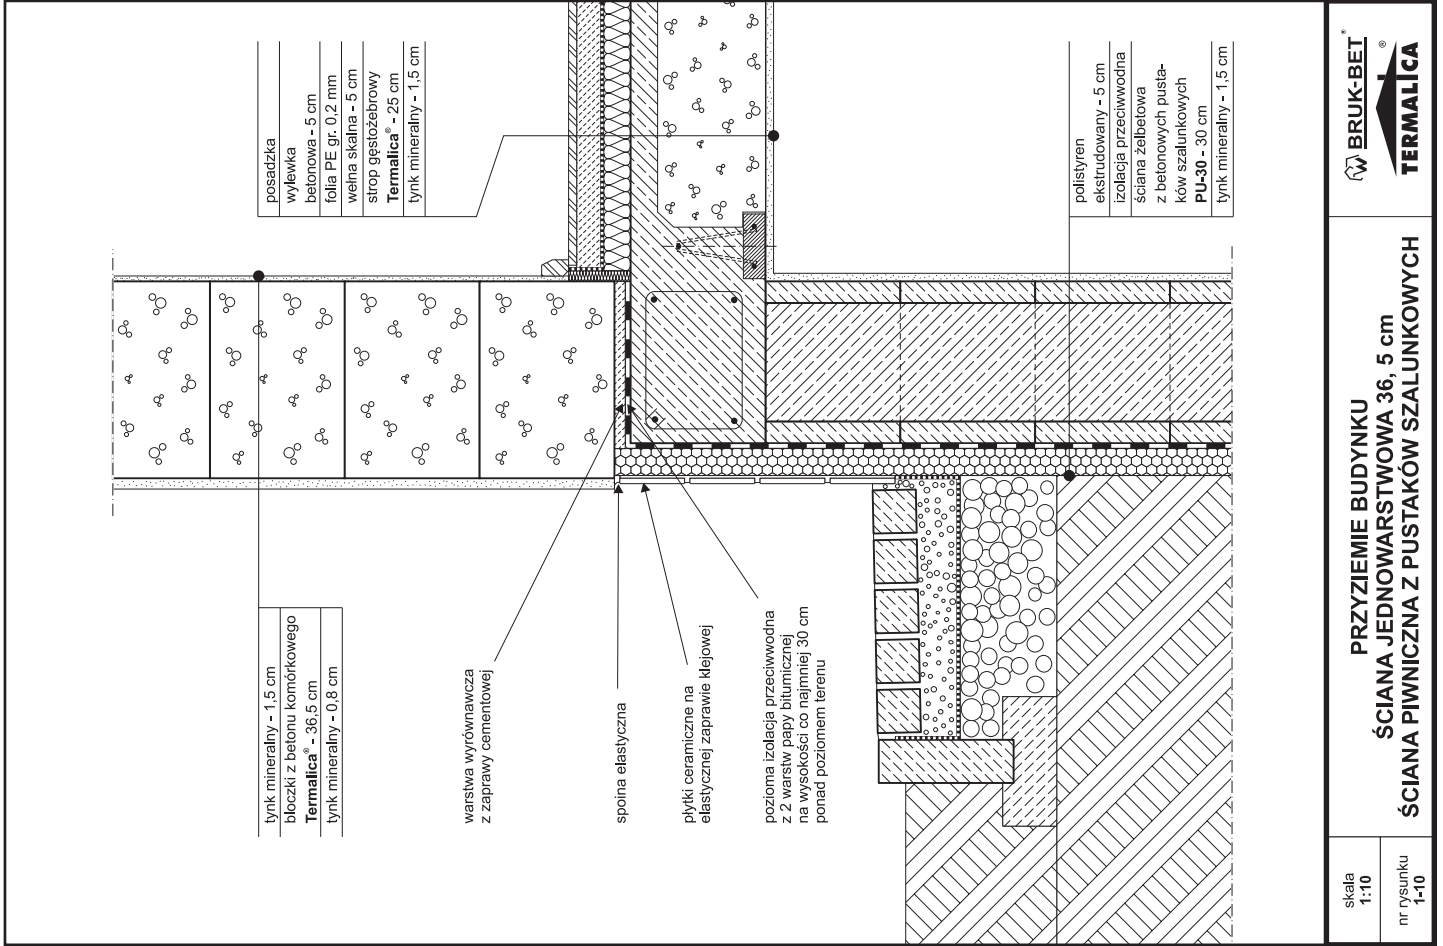 tynk mineralny - 1,5 cm
bloczki z betonu komórkowego
Termalica® - 36,5 cm
tynk mineralny - 0,8 cm
posadzka
wylewka
betonowa - 5 cm
folia PE gr. 0,2 mm
wełna skalna - 5 cm
strop gęstożebrowy
Termalica® - 25 cm
tynk mineralny - 1,5 cm
warstwa wyrównawcza
z zaprawy cementowej
spoina elastyczna
płytki ceramiczne na
elastycznej zaprawie klejowej
pozioma izolacja przeciwwodna
z 2 warstw papy bitumicznej
na wysokości co najmniej 30 cm
ponad poziomem terenu
polistyren
ekstrudowany - 5 cm
izolacja przeciwwodna
ściana żelbetowa
z betonowych pusta-
ków szalunkowych
PU-30 - 30 cm
tynk mineralny - 1,5 cm
skala
1:10
nr rysunku
1-10
PRZYZIEMIE BUDYNKU
ŚCIANA JEDNOWARSTWOWA 36, 5 cm
ŚCIANA PIWNICZNA Z PUSTAKÓW SZALUNKOWYCH
BRUK-BET®
TERMALICA®